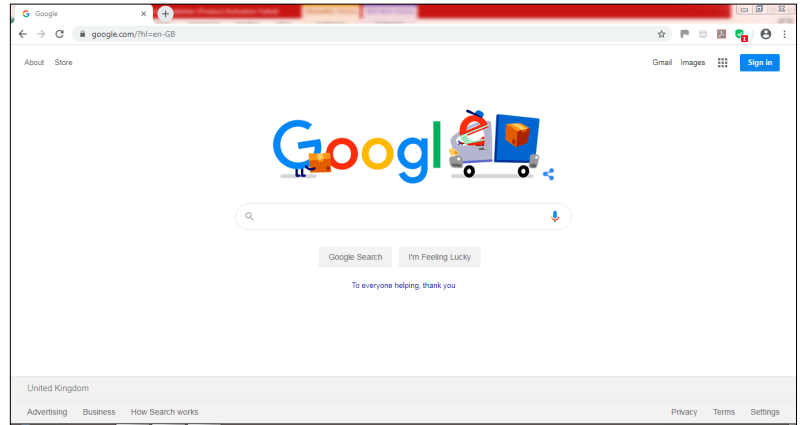 Google
google.com/?hl=en-GB
About Store
Gmail Images Sign in
Google
Google Search I'm Feeling Lucky
To everyone helping, thank you
United Kingdom
Advertising Business How Search works
Privacy Terms Settings